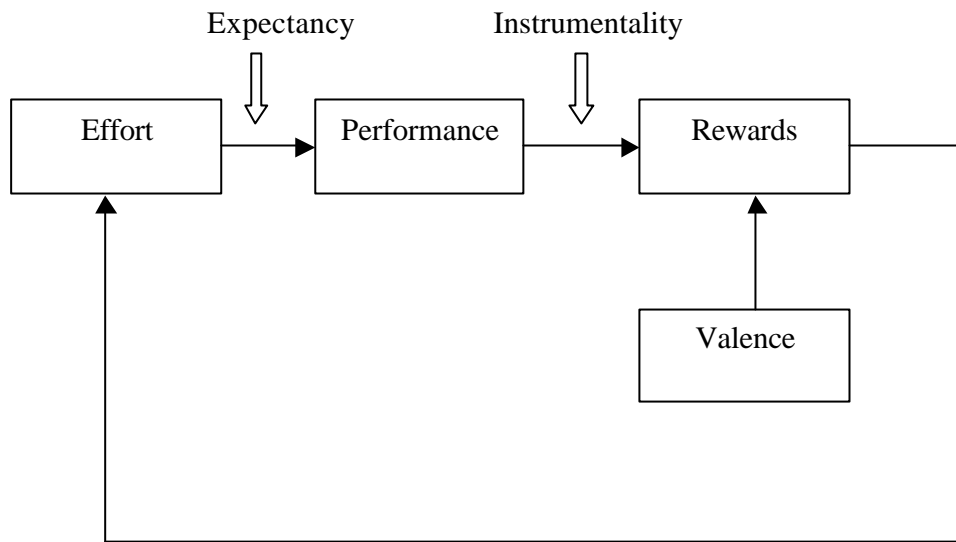 Expectancy
Instrumentality
Effort
Performance
Rewards
Valence